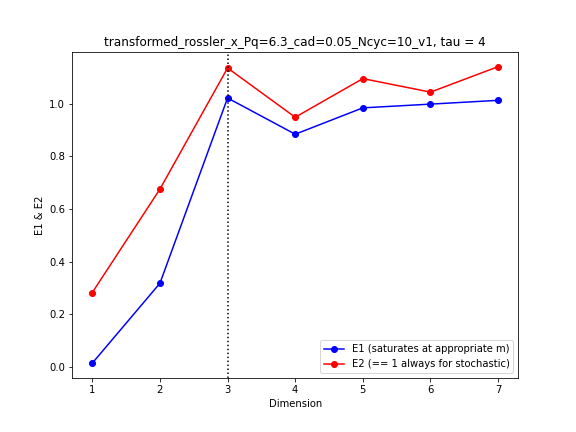 transformed_rossler_x_Pq=6.3_cad=0.05_Ncyc=10_v1, tau = 4
E1 & E2
1.0
0.8
0.6
0.4
0.2
0.0
E1 (saturates at appropriate m)
E2 (== 1 always for stochastic)
1 2 3 4 5 6 7
Dimension